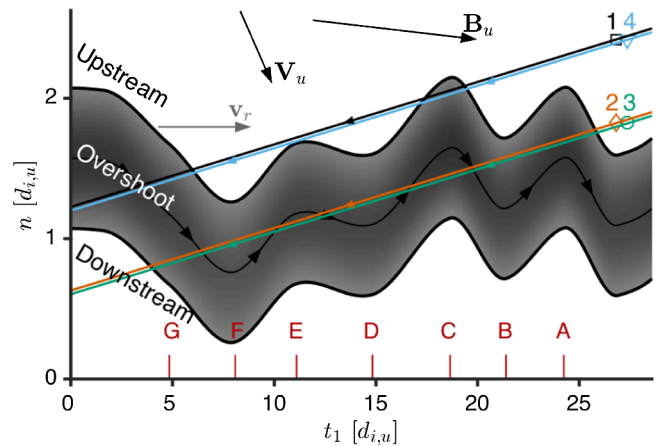 1 4
B_u
V_u
Upstream
2
v_r
2 3
Overshoot
n [d_{i,u}]
1
Downstream
G F E D C B A
0
0 5 10 15 20 25
t_1 [d_{i,u}]